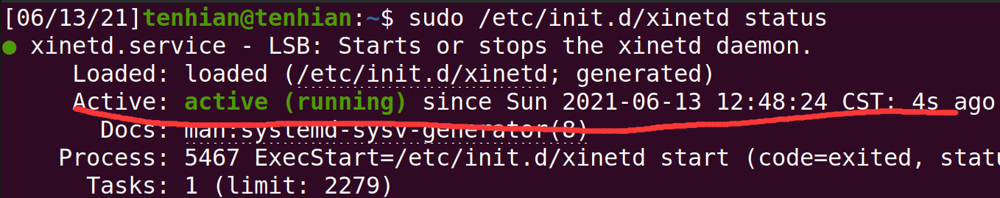 [06/13/21]tenhian@tenhian:~$ sudo /etc/init.d/xinetd status
● xinetd.service - LSB: Starts or stops the xinetd daemon.
Loaded: loaded (/etc/init.d/xinetd; generated)
Active: active (running) since Sun 2021-06-13 12:48:24 CST; 4s ago
Docs: man:systemd-sysv-generator(8)
Process: 5467 ExecStart=/etc/init.d/xinetd start (code=exited, statu
Tasks: 1 (limit: 2279)